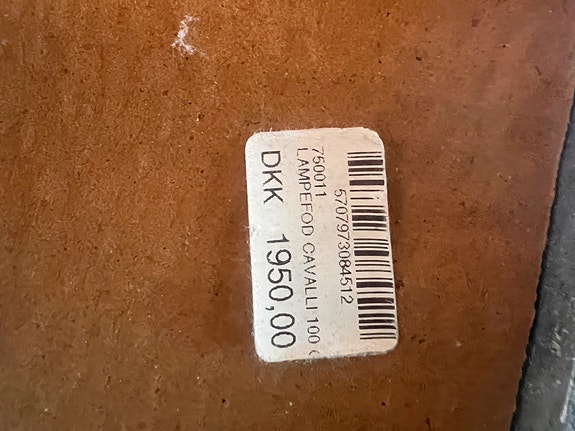 5707973084512
750011
LAMPEFOD CAVALLI 100
DKK 1950,00